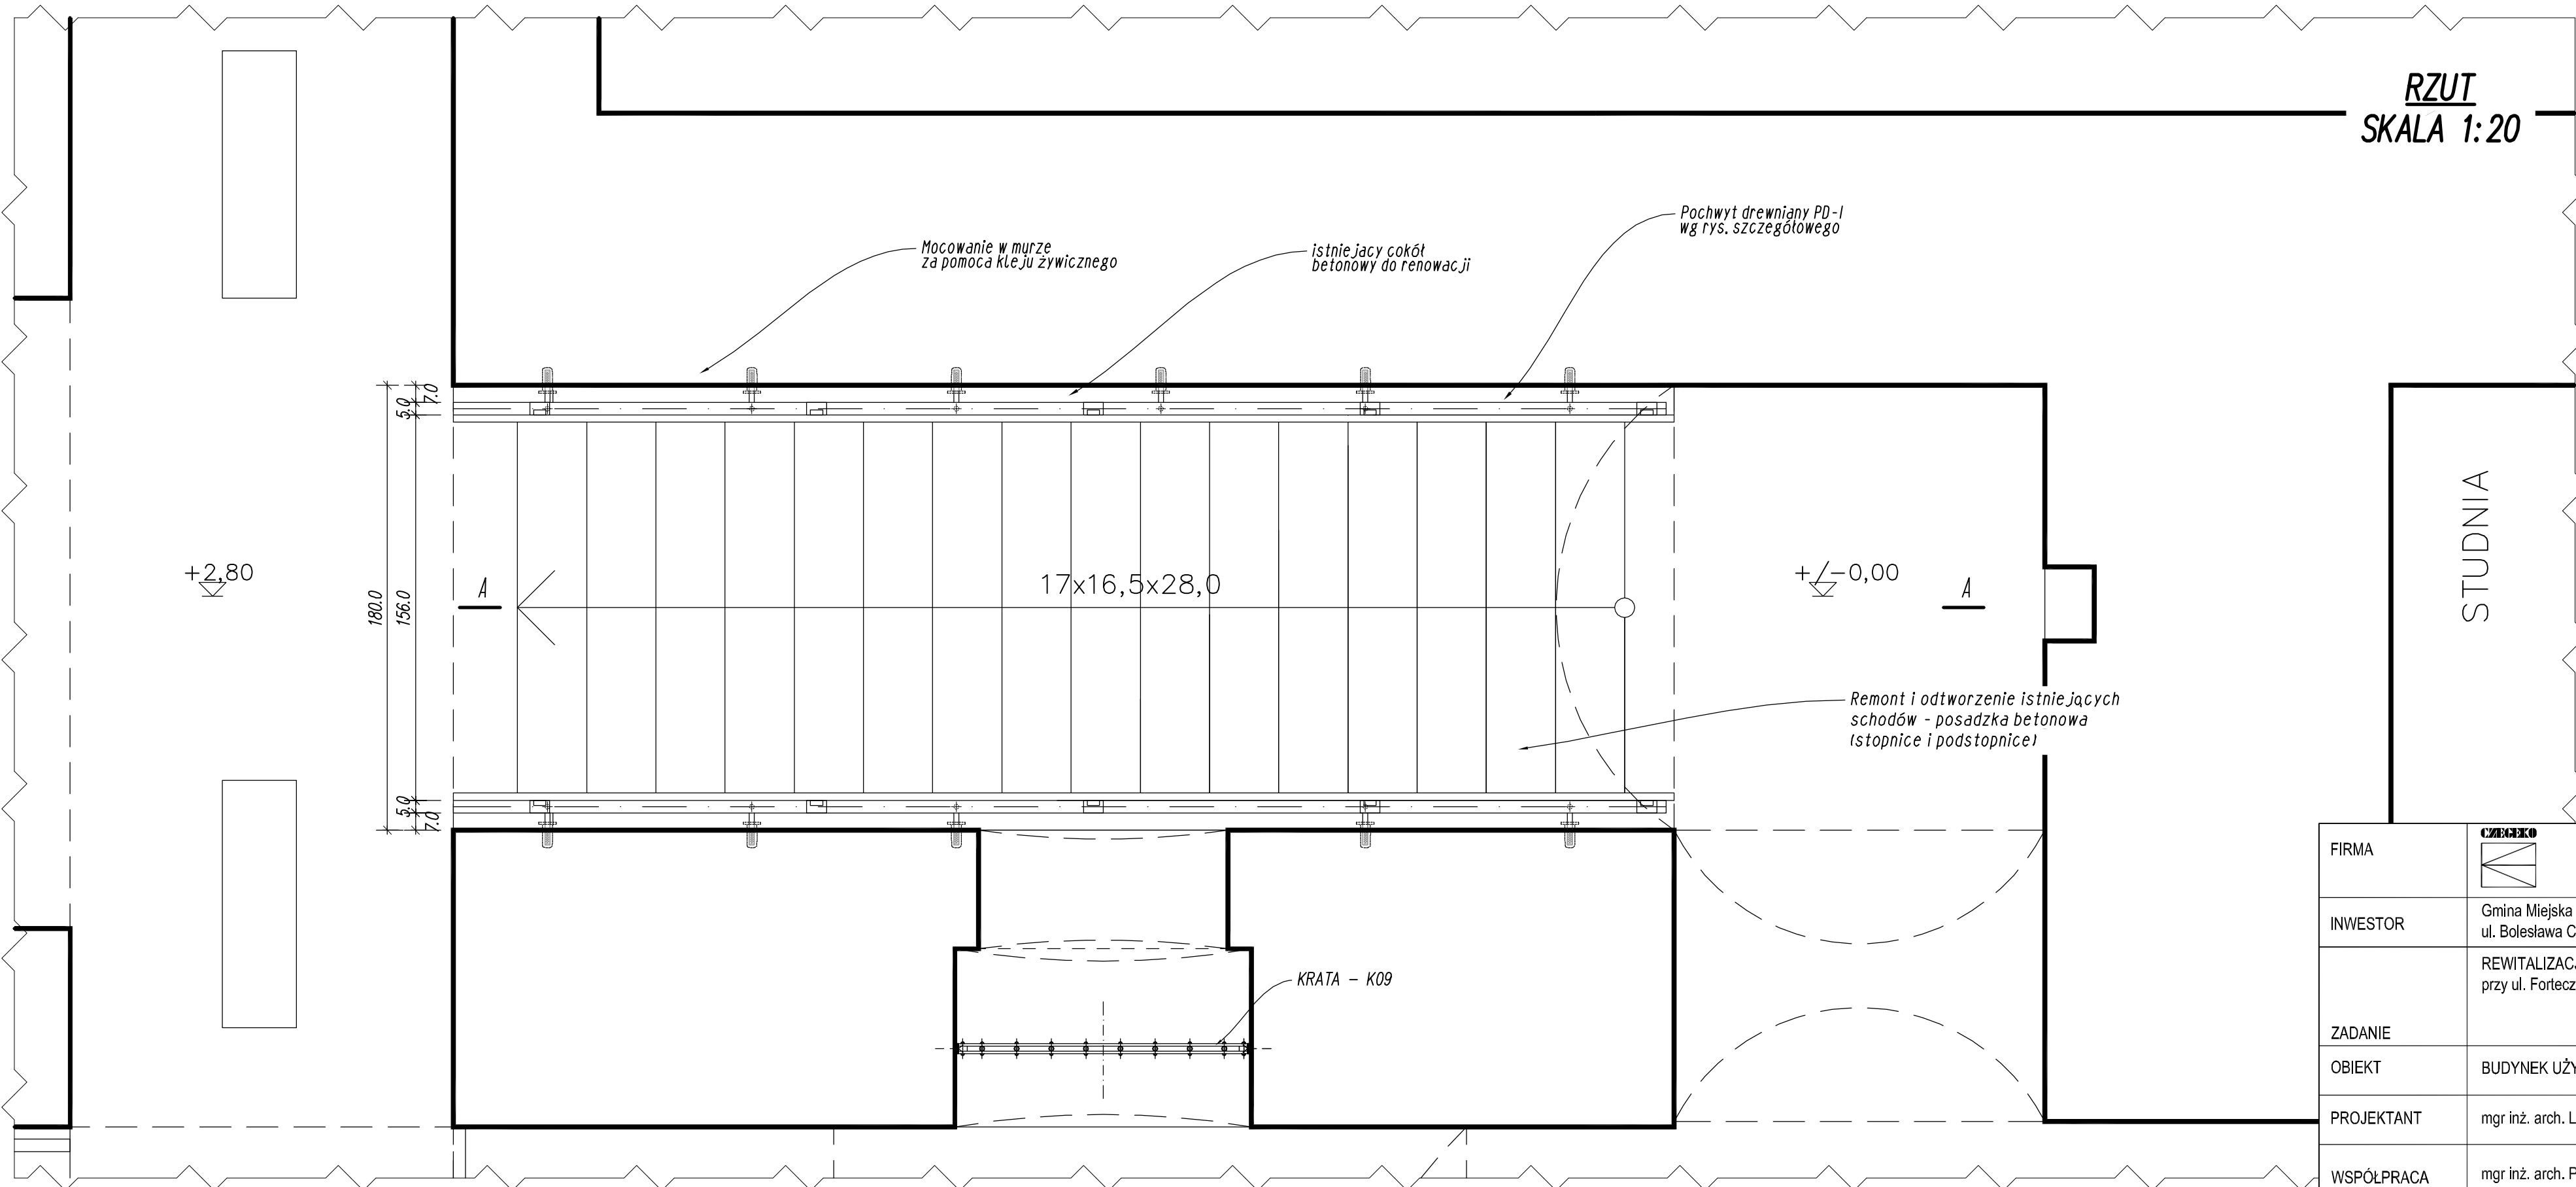 RZUT
SKALA 1:20
Pochwyt drewniany PD-1
wg rys. szczegółowego
Mocowanie w murze
za pomoca kleju żywicznego
istniejacy cokół
betonowy do renowacji
7.0
5.0
180.0
156.0
5.0
7.0
+2,80
A
17x16,5x28,0
+/-0,00
A
STUDNIA
Remont i odtworzenie istniejących
schodów - posadzka betonowa
(stopnice i podstopnice)
KRATA - K09
FIRMA
CZEGEKO
INWESTOR
Gmina Miejska
ul. Bolesława C
ZADANIE
REWITALIZAC
przy ul. Fortecz
OBIEKT
BUDYNEK UŻY
PROJEKTANT
mgr inż. arch. L
WSPÓŁPRACA
mgr inż. arch. P